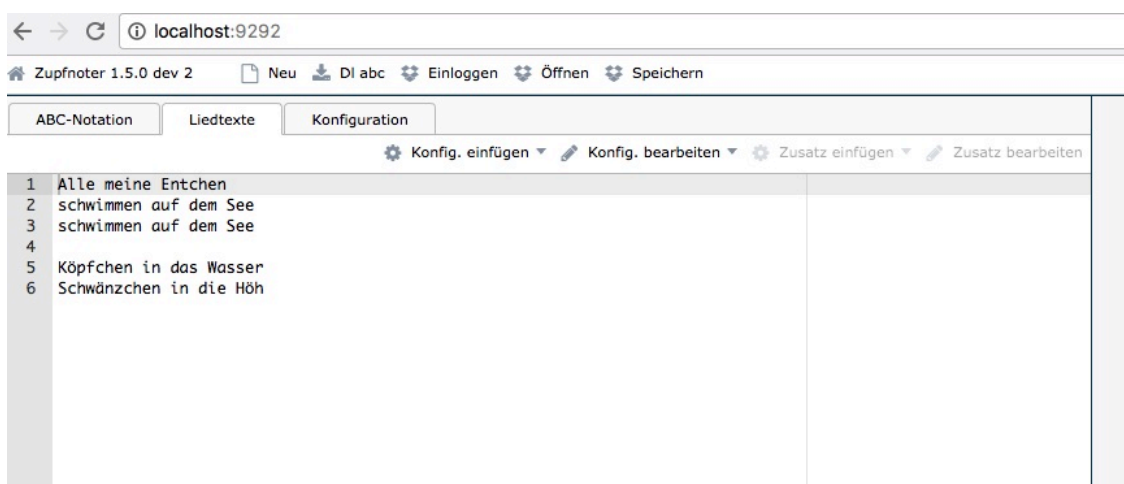 localhost:9292
Zupfnoter 1.5.0 dev 2 Neu Dl abc Einloggen Öffnen Speichern
ABC-Notation Liedtexte Konfiguration
Konfig. einfügen Konfig. bearbeiten Zusatz einfügen Zusatz bearbeiten
1 Alle meine Entchen
2 schwimmen auf dem See
3 schwimmen auf dem See
4
5 Köpfchen in das Wasser
6 Schwänzchen in die Höh